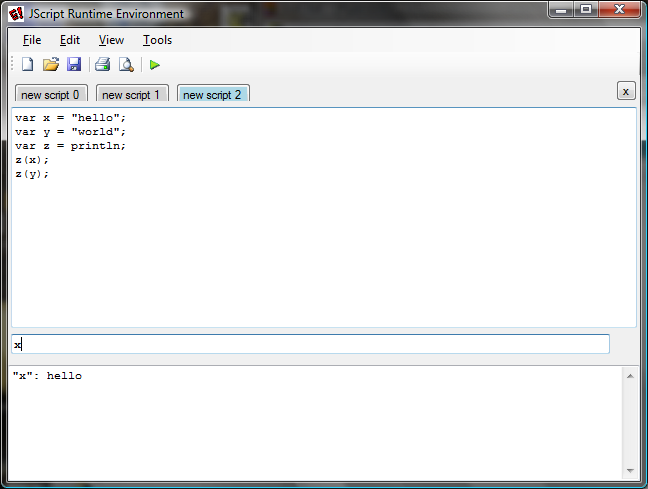 JScript Runtime Environment
File Edit View Tools
new script 0 new script 1 new script 2 x
var x = "hello";
var y = "world";
var z = println;
z(x);
z(y);
x
"x": hello